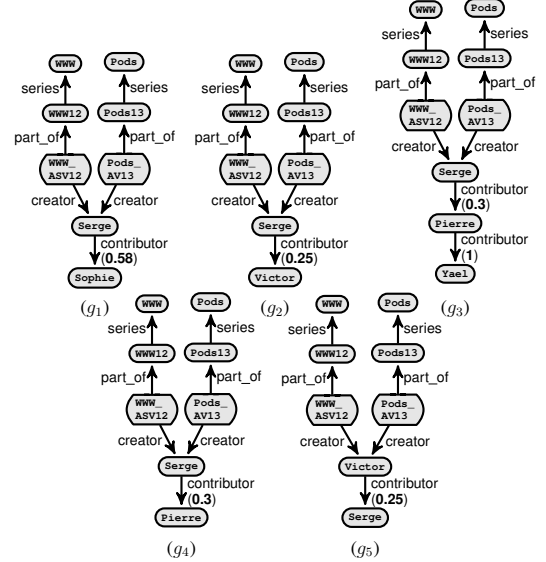 WWW Pods
series series
WWW12 Pods13
part_of part_of
WWW_ Pods_
ASV12 AV13
creator creator
Serge
contributor
(0.58)
Sophie
(g1)
WWW Pods
series series
WWW12 Pods13
part_of part_of
WWW_ Pods_
ASV12 AV13
creator creator
Serge
contributor
(0.25)
Victor
(g2)
WWW Pods
series series
WWW12 Pods13
part_of part_of
WWW_ Pods_
ASV12 AV13
creator creator
Serge
contributor
(0.3)
Pierre
contributor
(1)
Yael
(g3)
WWW Pods
series series
WWW12 Pods13
part_of part_of
WWW_ Pods_
ASV12 AV13
creator creator
Serge
contributor
(0.3)
Pierre
(g4)
WWW Pods
series series
WWW12 Pods13
part_of part_of
WWW_ Pods_
ASV12 AV13
creator creator
Victor
contributor
(0.25)
Serge
(g5)